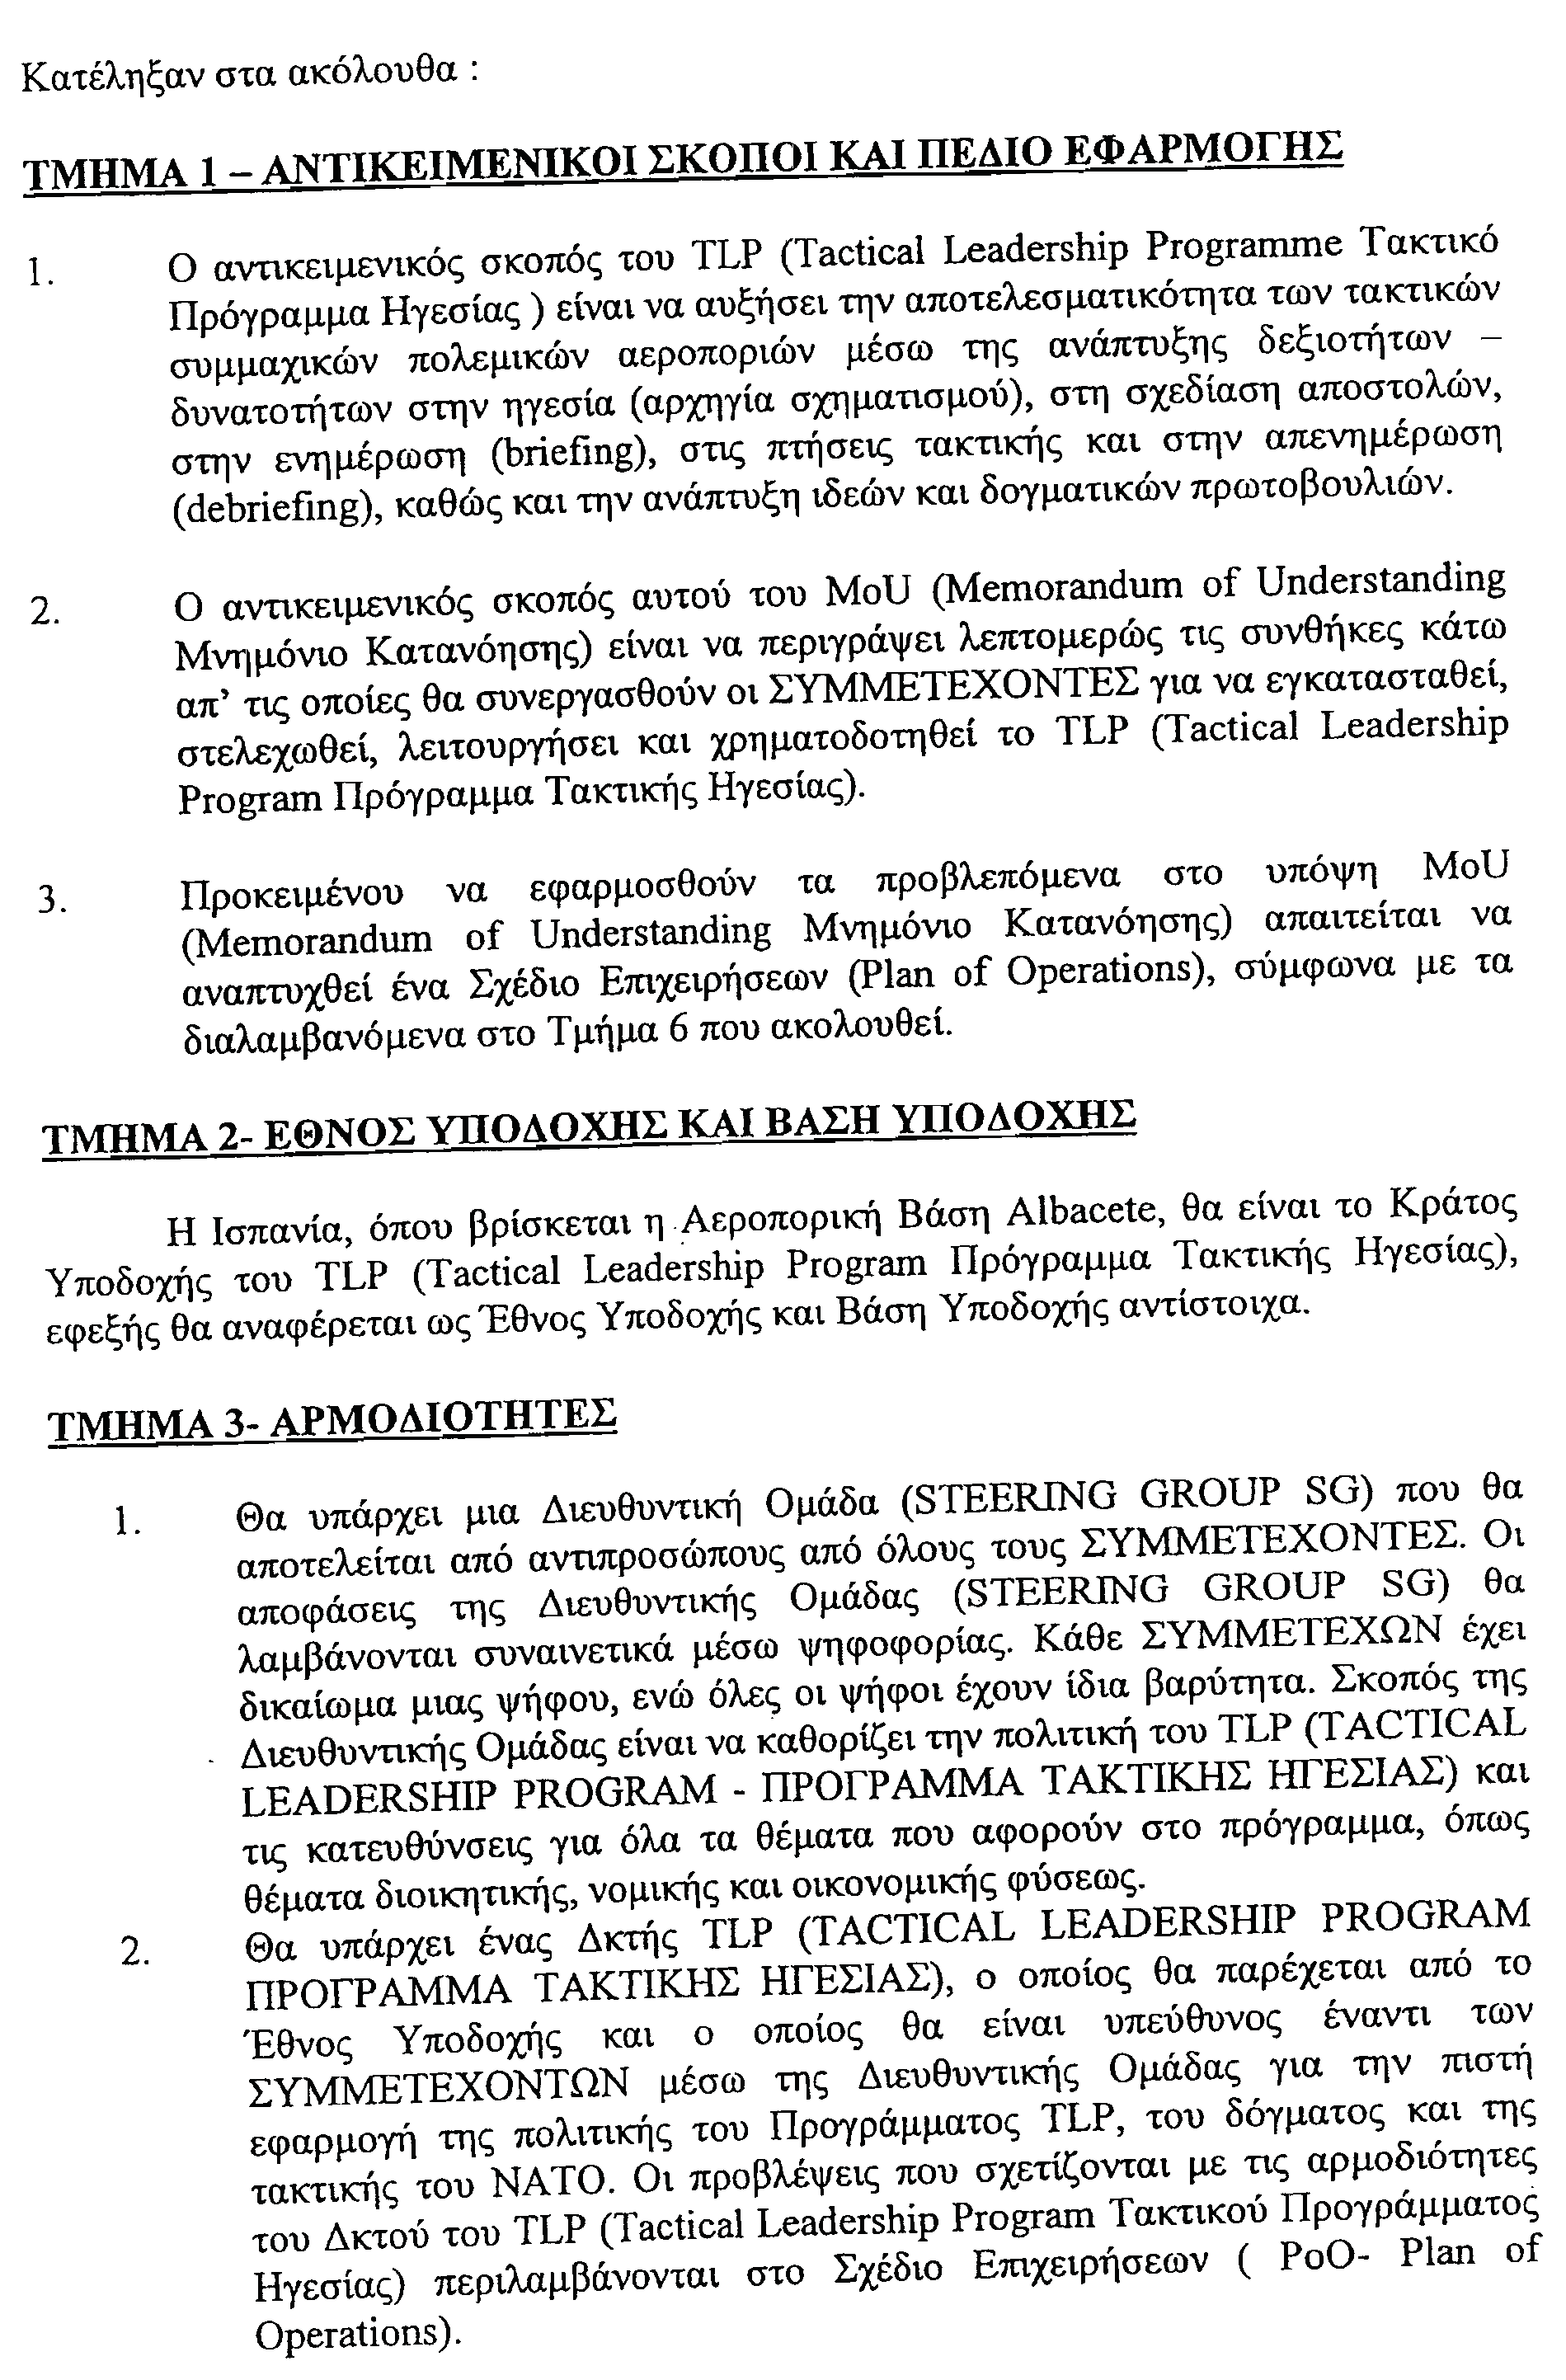 Κατέληξαν στα ακόλουθα :
ΤΜΗΜΑ 1 – ΑΝΤΙΚΕΙΜΕΝΙΚΟΙ ΣΚΟΠΟΙ ΚΑΙ ΠΕΔΙΟ ΕΦΑΡΜΟΓΗΣ
1. Ο αντικειμενικός σκοπός του TLP (Tactical Leadership Programme Τακτικό
Πρόγραμμα Ηγεσίας ) είναι να αυξήσει την αποτελεσματικότητα των τακτικών
συμμαχικών πολεμικών αεροποριών μέσω της ανάπτυξης δεξιοτήτων –
δυνατοτήτων στην ηγεσία (αρχηγία σχηματισμού), στη σχεδίαση αποστολών,
στην ενημέρωση (briefing), στις πτήσεις τακτικής και στην απενημέρωση
(debriefing), καθώς και την ανάπτυξη ιδεών και δογματικών πρωτοβουλιών.
2. Ο αντικειμενικός σκοπός αυτού του MoU (Memorandum of Understanding
Μνημόνιο Κατανόησης) είναι να περιγράψει λεπτομερώς τις συνθήκες κάτω
απ’ τις οποίες θα συνεργασθούν οι ΣΥΜΜΕΤΕΧΟΝΤΕΣ για να εγκατασταθεί,
στελεχωθεί, λειτουργήσει και χρηματοδοτηθεί το TLP (Tactical Leadership
Program Πρόγραμμα Τακτικής Ηγεσίας).
3. Προκειμένου να εφαρμοσθούν τα προβλεπόμενα στο υπόψη MoU
(Memorandum of Understanding Μνημόνιο Κατανόησης) απαιτείται να
αναπτυχθεί ένα Σχέδιο Επιχειρήσεων (Plan of Operations), σύμφωνα με τα
διαλαμβανόμενα στο Τμήμα 6 που ακολουθεί.
ΤΜΗΜΑ 2- ΕΘΝΟΣ ΥΠΟΔΟΧΗΣ ΚΑΙ ΒΑΣΗ ΥΠΟΔΟΧΗΣ
Η Ισπανία, όπου βρίσκεται η Αεροπορική Βάση Albacete, θα είναι το Κράτος
Υποδοχής του TLP (Tactical Leadership Program Πρόγραμμα Τακτικής Ηγεσίας),
εφεξής θα αναφέρεται ως Έθνος Υποδοχής και Βάση Υποδοχής αντίστοιχα.
ΤΜΗΜΑ 3- ΑΡΜΟΔΙΟΤΗΤΕΣ
1. Θα υπάρχει μια Διευθυντική Ομάδα (STEERING GROUP SG) που θα
αποτελείται από αντιπροσώπους από όλους τους ΣΥΜΜΕΤΕΧΟΝΤΕΣ. Οι
αποφάσεις της Διευθυντικής Ομάδας (STEERING GROUP SG) θα
λαμβάνονται συναινετικά μέσω ψηφοφορίας. Κάθε ΣΥΜΜΕΤΕΧΩΝ έχει
δικαίωμα μιας ψήφου, ενώ όλες οι ψήφοι έχουν ίδια βαρύτητα. Σκοπός της
Διευθυντικής Ομάδας είναι να καθορίζει την πολιτική του TLP (TACTICAL
LEADERSHIP PROGRAM - ΠΡΟΓΡΑΜΜΑ ΤΑΚΤΙΚΗΣ ΗΓΕΣΙΑΣ) και
τις κατευθύνσεις για όλα τα θέματα που αφορούν στο πρόγραμμα, όπως
θέματα διοικητικής, νομικής και οικονομικής φύσεως.
2. Θα υπάρχει ένας Δκτής TLP (TACTICAL LEADERSHIP PROGRAM
ΠΡΟΓΡΑΜΜΑ ΤΑΚΤΙΚΗΣ ΗΓΕΣΙΑΣ), ο οποίος θα παρέχεται από το
Έθνος Υποδοχής και ο οποίος θα είναι υπεύθυνος έναντι των
ΣΥΜΜΕΤΕΧΟΝΤΩΝ μέσω της Διευθυντικής Ομάδας για την πιστή
εφαρμογή της πολιτικής του Προγράμματος TLP, του δόγματος και της
τακτικής του ΝΑΤΟ. Οι προβλέψεις που σχετίζονται με τις αρμοδιότητες
του Δκτού του TLP (Tactical Leadership Program Τακτικού Προγράμματος
Ηγεσίας) περιλαμβάνονται στο Σχέδιο Επιχειρήσεων ( PoO- Plan of
Operations).